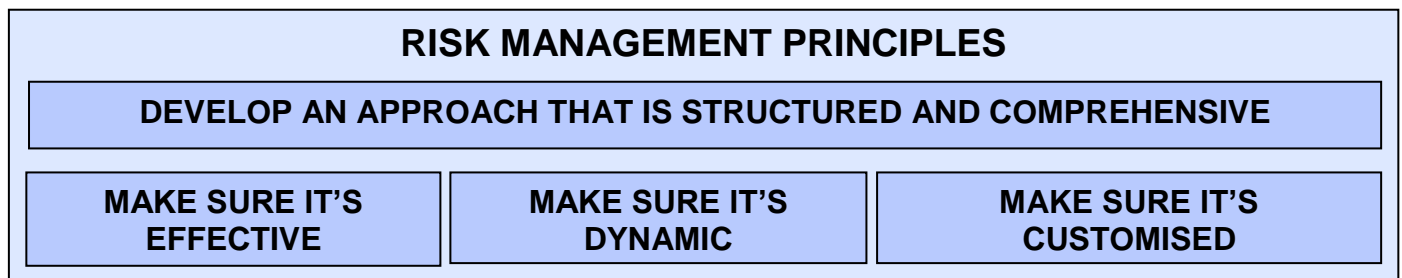 RISK MANAGEMENT PRINCIPLES
DEVELOP AN APPROACH THAT IS STRUCTURED AND COMPREHENSIVE
MAKE SURE IT’S
EFFECTIVE
MAKE SURE IT’S
DYNAMIC
MAKE SURE IT’S
CUSTOMISED